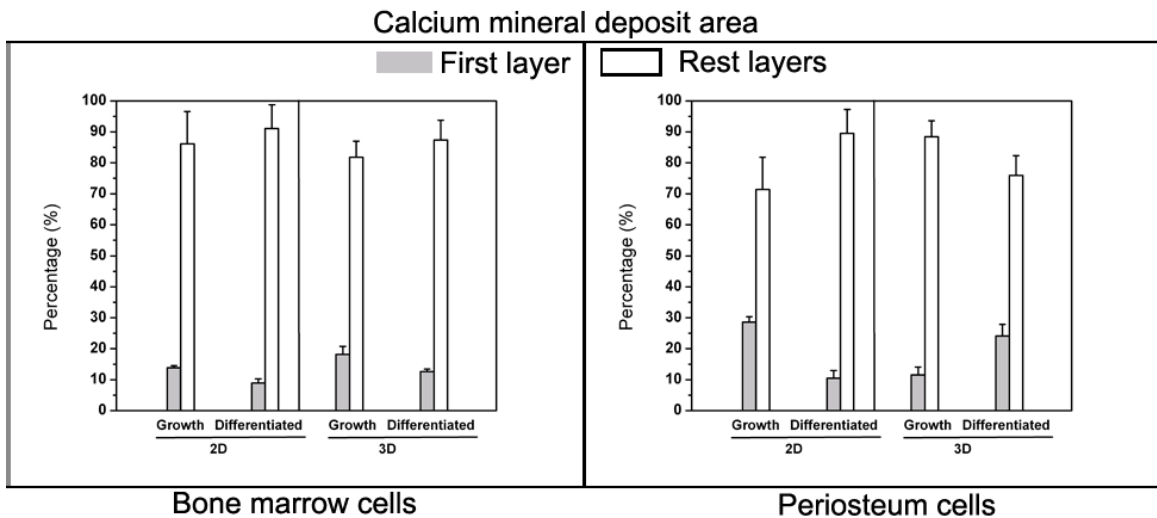 Calcium mineral deposit area
First layer
Rest layers
Percentage (%)
100
90
80
70
60
50
40
30
20
10
0
Growth Differentiated Growth Differentiated
2D 3D
Bone marrow cells
Percentage (%)
100
90
80
70
60
50
40
30
20
10
0
Growth Differentiated Growth Differentiated
2D 3D
Periosteum cells